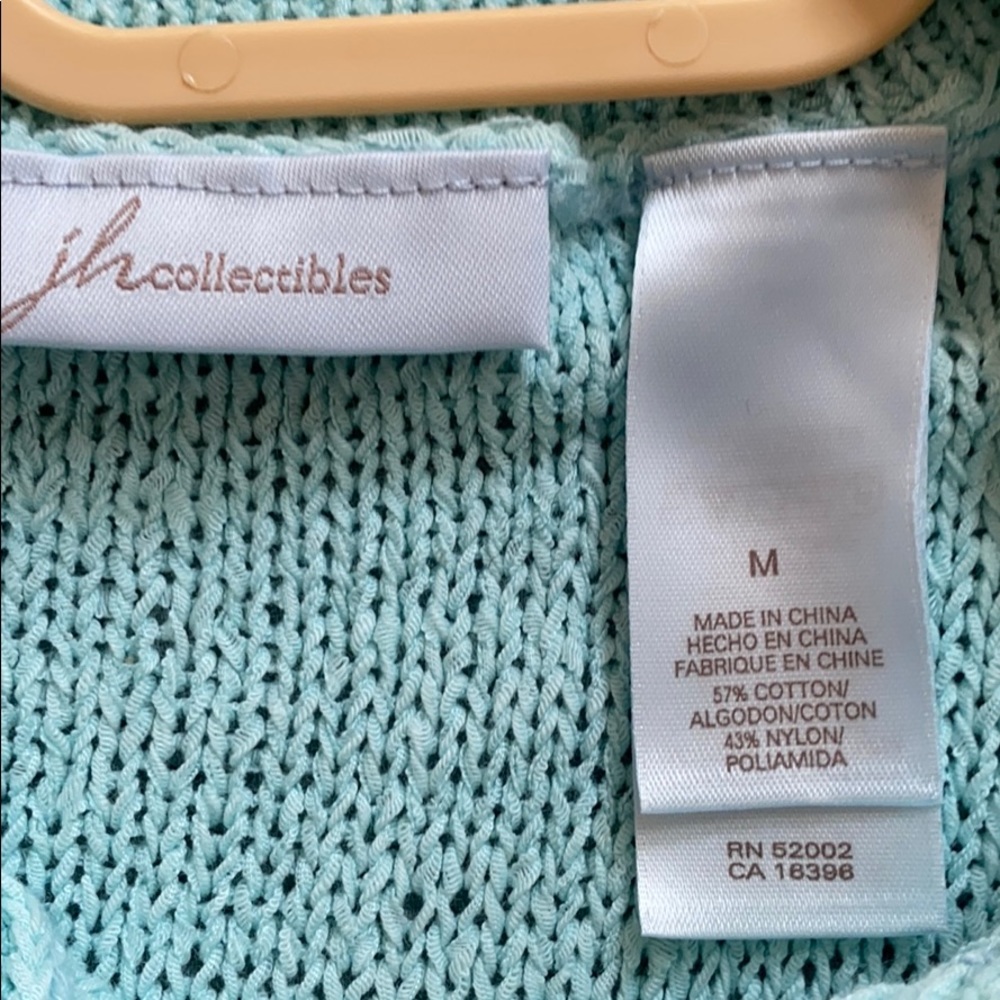 jhcollectibles
M
MADE IN CHINA
HECHO EN CHINA
FABRIQUE EN CHINE
57% COTTON/
ALGODON/COTON
43% NYLON/
POLIAMIDA
RN 52002
CA 16396